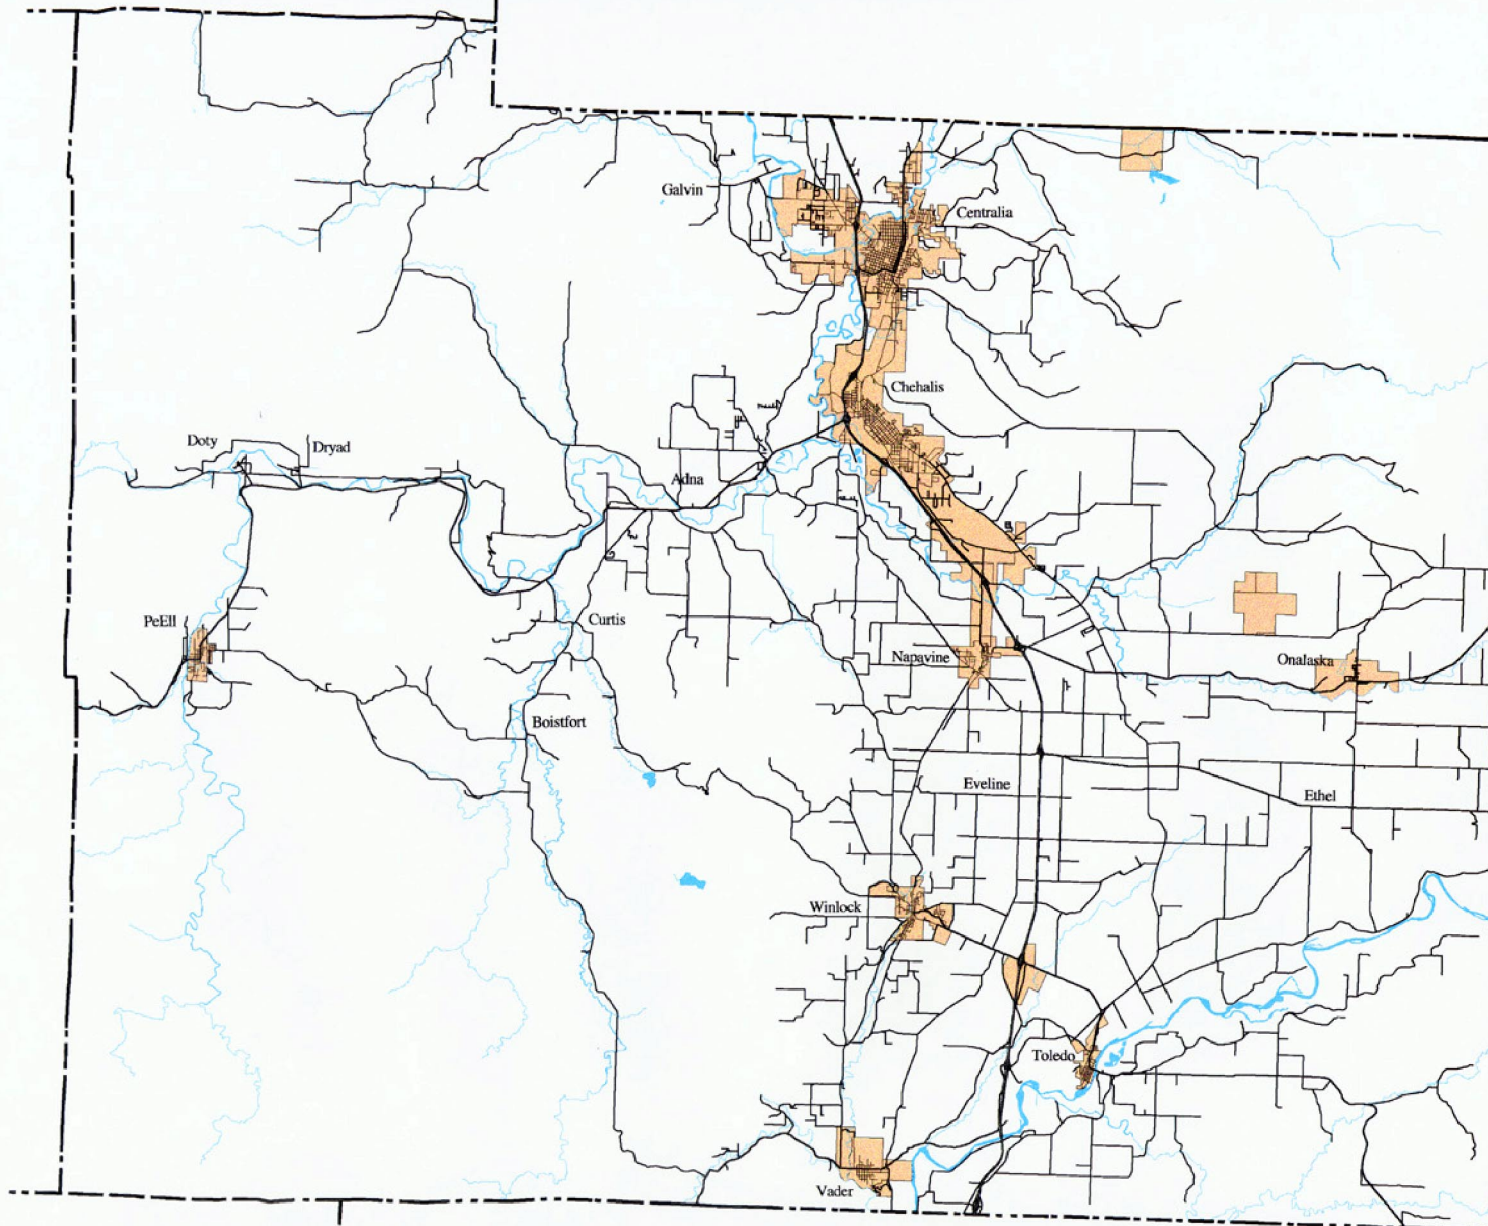 Galvin
Centralia
Chehalis
Doty
Dryad
Adna
PeEll
Curtis
Napavine
Onalaska
Boistfort
Eveline
Ethel
Winlock
Toledo
Vader